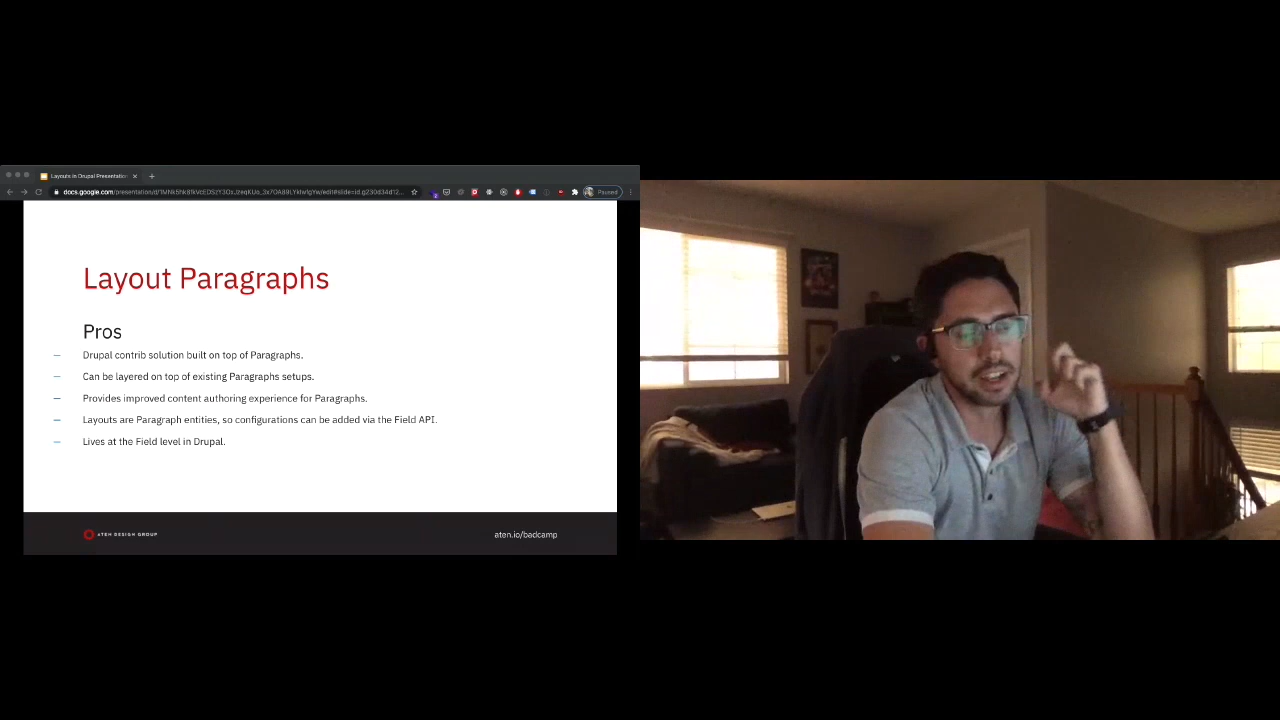 Layouts in Drupal Presentation
docs.google.com/presentation/d/
Paused
Layout Paragraphs
Pros
— Drupal contrib solution built on top of Paragraphs.
— Can be layered on top of existing Paragraphs setups.
— Provides improved content authoring experience for Paragraphs.
— Layouts are Paragraph entities, so configurations can be added via the Field API.
— Lives at the Field level in Drupal.
ATEN DESIGN GROUP
aten.io/badcamp